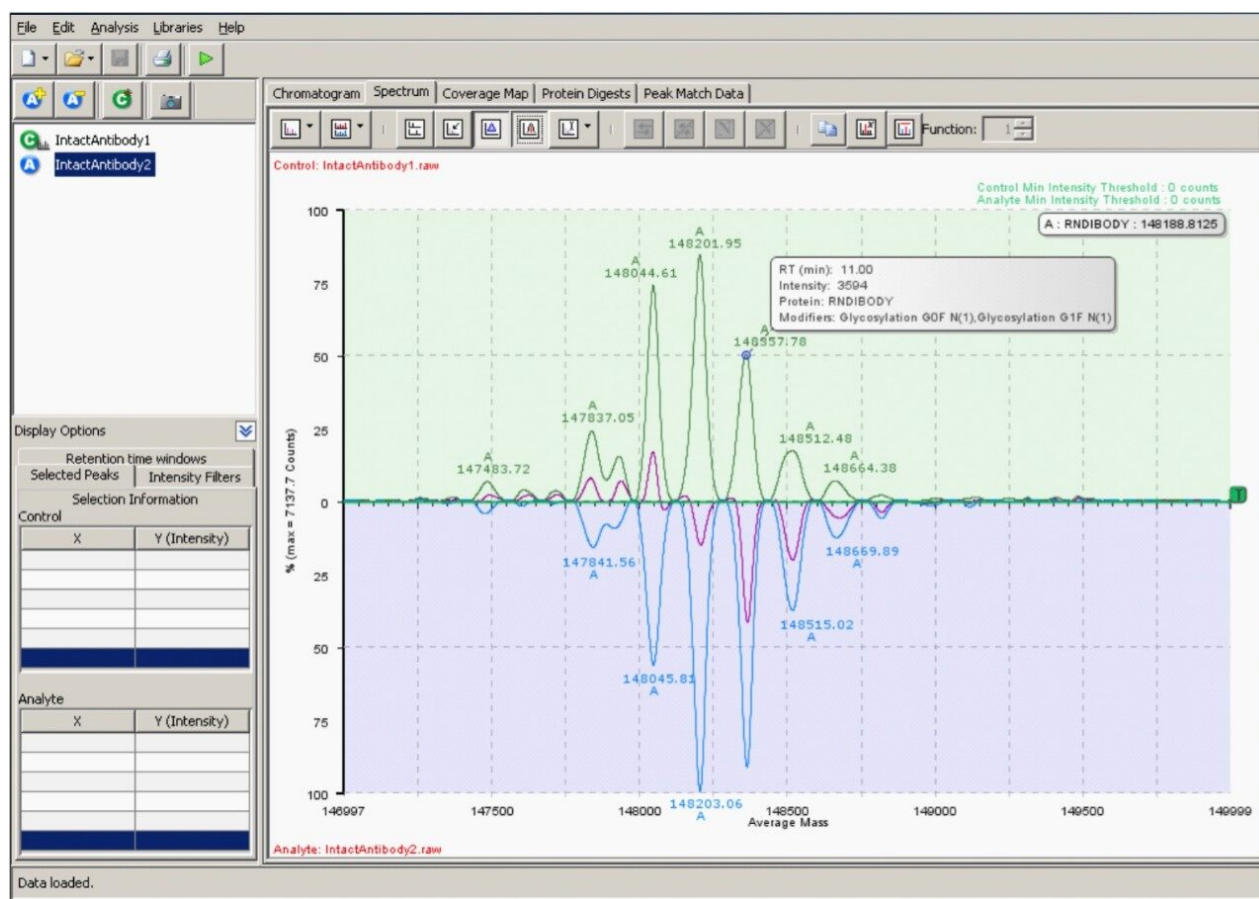 File Edit Analysis Libraries Help
IntactAntibody1
IntactAntibody2
Display Options
Retention time windows
Selected Peaks Intensity Filters
Selection Information
Control
X Y (Intensity)
Analyte
X Y (Intensity)
Chromatogram Spectrum Coverage Map Protein Digests Peak Match Data
Function: 1
Control: IntactAntibody1.raw
Control Min Intensity Threshold : 0 counts
Analyte Min Intensity Threshold : 0 counts
A : RNDIBODY : 148188.8125
RT (min): 11.00
Intensity: 3594
Protein: RNDIBODY
Modifiers: Glycosylation G0F N(1),Glycosylation G1F N(1)
% (max = 7137.7 Counts)
100
75
50
25
0
25
50
75
100
A
147483.72
A
147837.05
A
148044.61
A
148201.95
A
148357.78
A
148512.48
A
148664.38
T
147841.56
A
148045.81
A
148203.06
A
148515.02
A
148669.89
A
146997 147500 148000 148500 149000 149500 149999
Average Mass
Analyte: IntactAntibody2.raw
Data loaded.